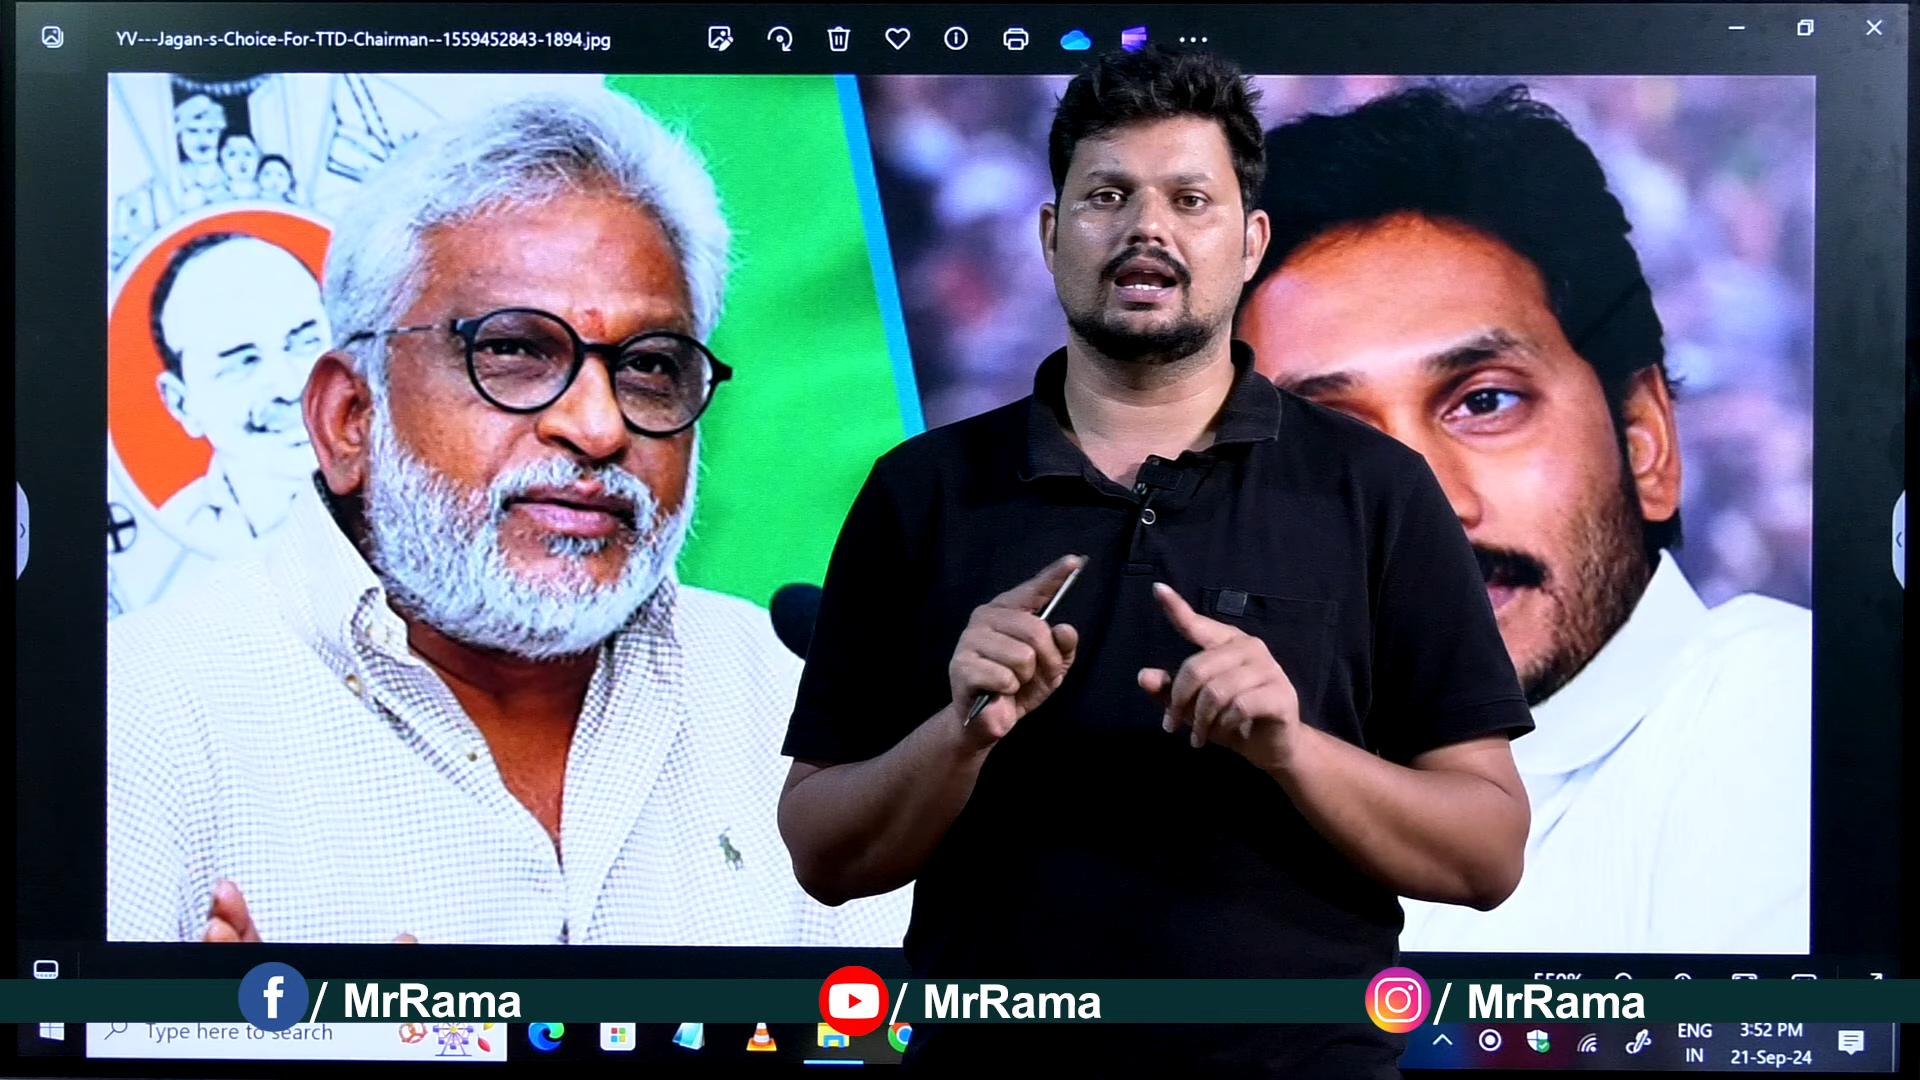 YV---Jagan-s-Choice-For-TTD-Chairman--1559452843-1894.jpg
/ MrRama
/ MrRama
/ MrRama
Type here to search
ENG
IN
3:52 PM
21-Sep-24